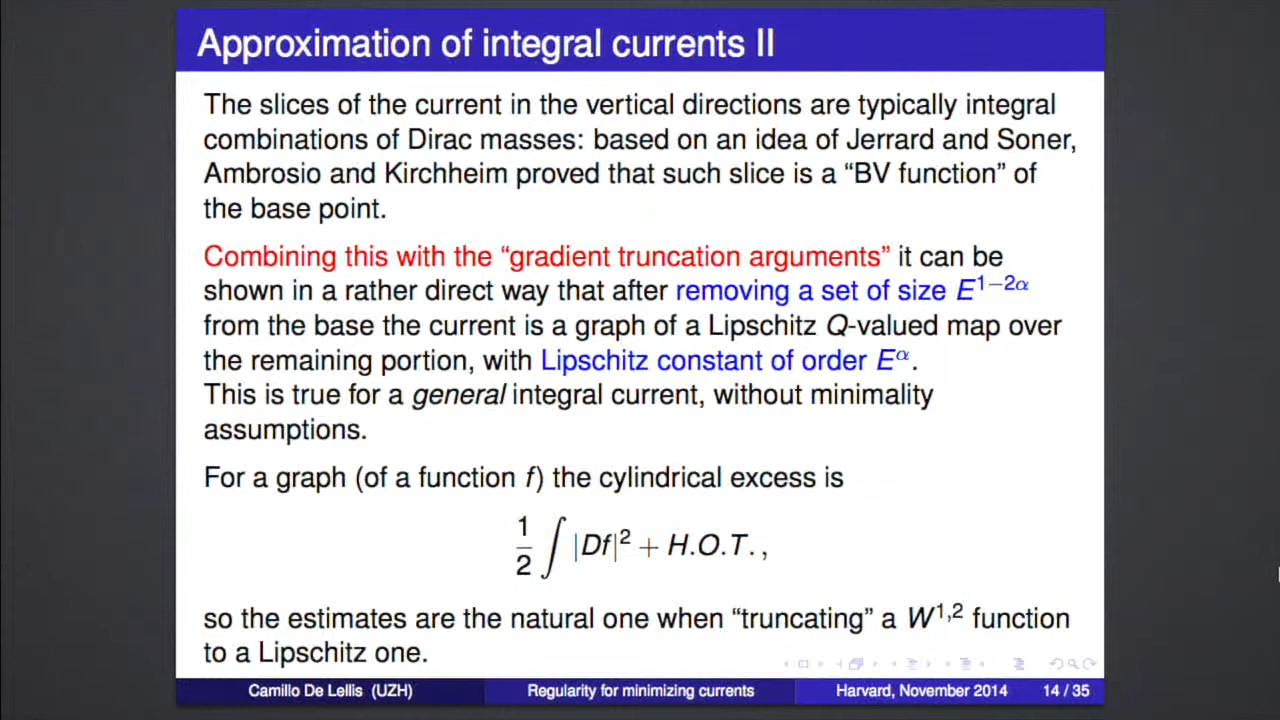 Approximation of integral currents II
The slices of the current in the vertical directions are typically integral
combinations of Dirac masses: based on an idea of Jerrard and Soner,
Ambrosio and Kirchheim proved that such slice is a “BV function” of
the base point.
Combining this with the “gradient truncation arguments” it can be
shown in a rather direct way that after removing a set of size E^{1−2α}
from the base the current is a graph of a Lipschitz Q-valued map over
the remaining portion, with Lipschitz constant of order E^α.
This is true for a general integral current, without minimality
assumptions.
For a graph (of a function f) the cylindrical excess is
1/2 ∫ |Df|² + H.O.T. ,
so the estimates are the natural one when “truncating” a W^{1,2} function
to a Lipschitz one.
Camillo De Lellis (UZH) Regularity for minimizing currents Harvard, November 2014 14 / 35